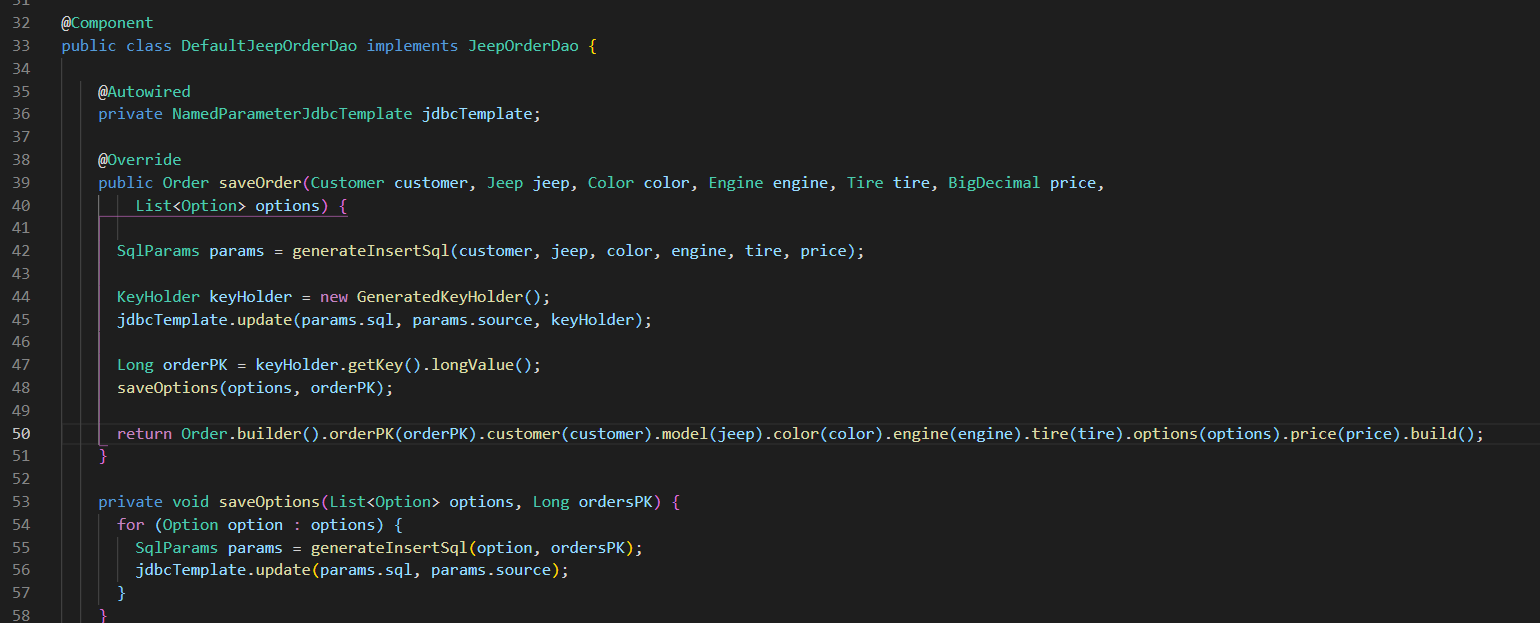 31
32 @Component
33 public class DefaultJeepOrderDao implements JeepOrderDao {
34
35 @Autowired
36 private NamedParameterJdbcTemplate jdbcTemplate;
37
38 @Override
39 public Order saveOrder(Customer customer, Jeep jeep, Color color, Engine engine, Tire tire, BigDecimal price,
40 List<Option> options) {
41
42 SqlParams params = generateInsertSql(customer, jeep, color, engine, tire, price);
43
44 KeyHolder keyHolder = new GeneratedKeyHolder();
45 jdbcTemplate.update(params.sql, params.source, keyHolder);
46
47 Long orderPK = keyHolder.getKey().longValue();
48 saveOptions(options, orderPK);
49
50 return Order.builder().orderPK(orderPK).customer(customer).model(jeep).color(color).engine(engine).tire(tire).options(options).price(price).build();
51 }
52
53 private void saveOptions(List<Option> options, Long ordersPK) {
54 for (Option option : options) {
55 SqlParams params = generateInsertSql(option, ordersPK);
56 jdbcTemplate.update(params.sql, params.source);
57 }
58 }